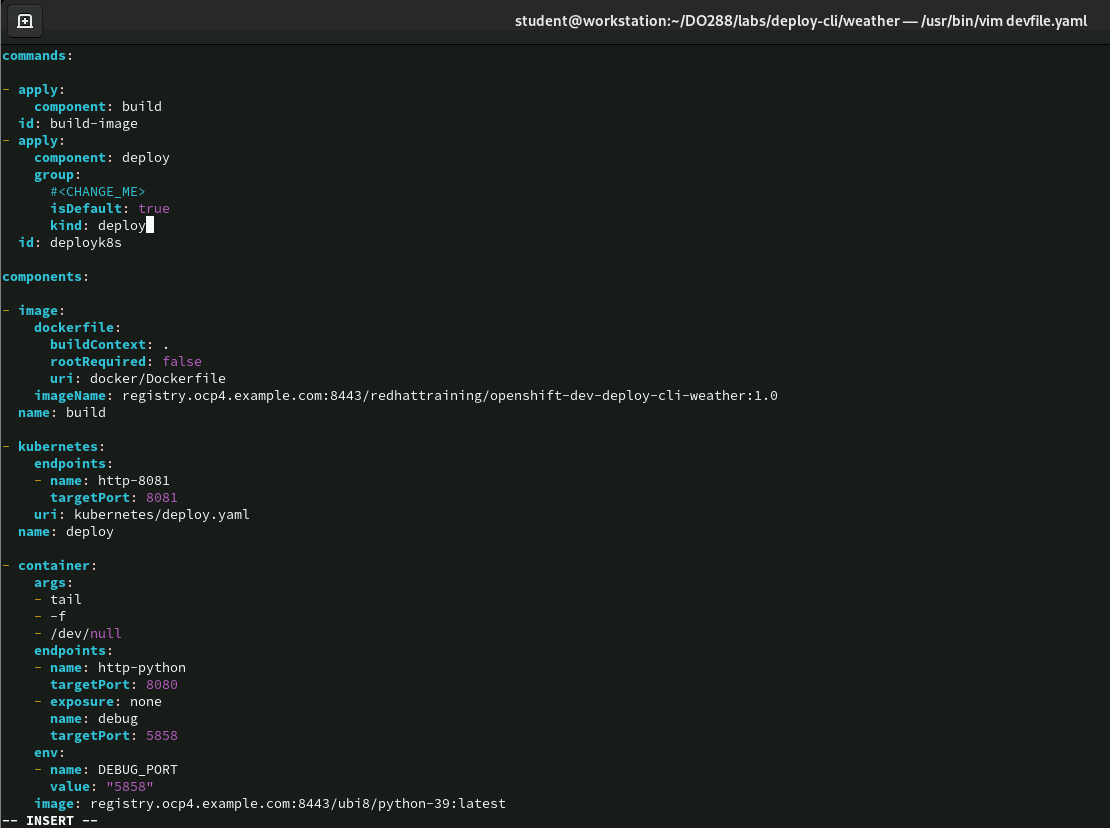 student@workstation:~/DO288/labs/deploy-cli/weather — /usr/bin/vim devfile.yaml
commands:

- apply:
    component: build
  id: build-image
- apply:
    component: deploy
    group:
      #<CHANGE_ME>
      isDefault: true
      kind: deploy
  id: deployk8s

components:

- image:
    dockerfile:
      buildContext: .
      rootRequired: false
      uri: docker/Dockerfile
    imageName: registry.ocp4.example.com:8443/redhattraining/openshift-dev-deploy-cli-weather:1.0
  name: build

- kubernetes:
    endpoints:
    - name: http-8081
      targetPort: 8081
    uri: kubernetes/deploy.yaml
  name: deploy

- container:
    args:
    - tail
    - -f
    - /dev/null
    endpoints:
    - name: http-python
      targetPort: 8080
    - exposure: none
      name: debug
      targetPort: 5858
    env:
    - name: DEBUG_PORT
      value: "5858"
    image: registry.ocp4.example.com:8443/ubi8/python-39:latest
-- INSERT --